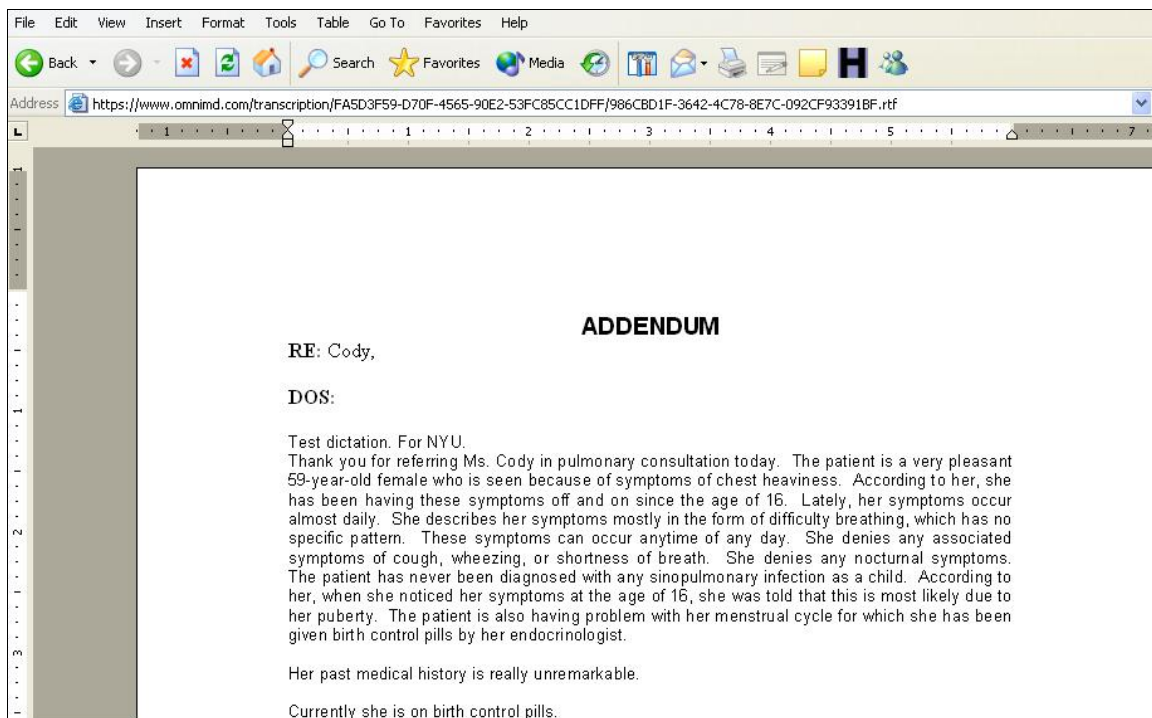 File Edit View Insert Format Tools Table Go To Favorites Help
Back Search Favorites Media
Address https://www.omnimd.com/transcription/FA5D3F59-D70F-4565-90E2-53FC85CC1DFF/986CBD1F-3642-4C78-8E7C-092CF93391BF.rtf
L 1 1 2 3 4 5 7
ADDENDUM
RE: Cody,
DOS:
Test dictation. For NYU.
Thank you for referring Ms. Cody in pulmonary consultation today. The patient is a very pleasant
59-year-old female who is seen because of symptoms of chest heaviness. According to her, she
has been having these symptoms off and on since the age of 16. Lately, her symptoms occur
almost daily. She describes her symptoms mostly in the form of difficulty breathing, which has no
specific pattern. These symptoms can occur anytime of any day. She denies any associated
symptoms of cough, wheezing, or shortness of breath. She denies any nocturnal symptoms.
The patient has never been diagnosed with any sinopulmonary infection as a child. According to
her, when she noticed her symptoms at the age of 16, she was told that this is most likely due to
her puberty. The patient is also having problem with her menstrual cycle for which she has been
given birth control pills by her endocrinologist.
Her past medical history is really unremarkable.
Currently she is on birth control pills.